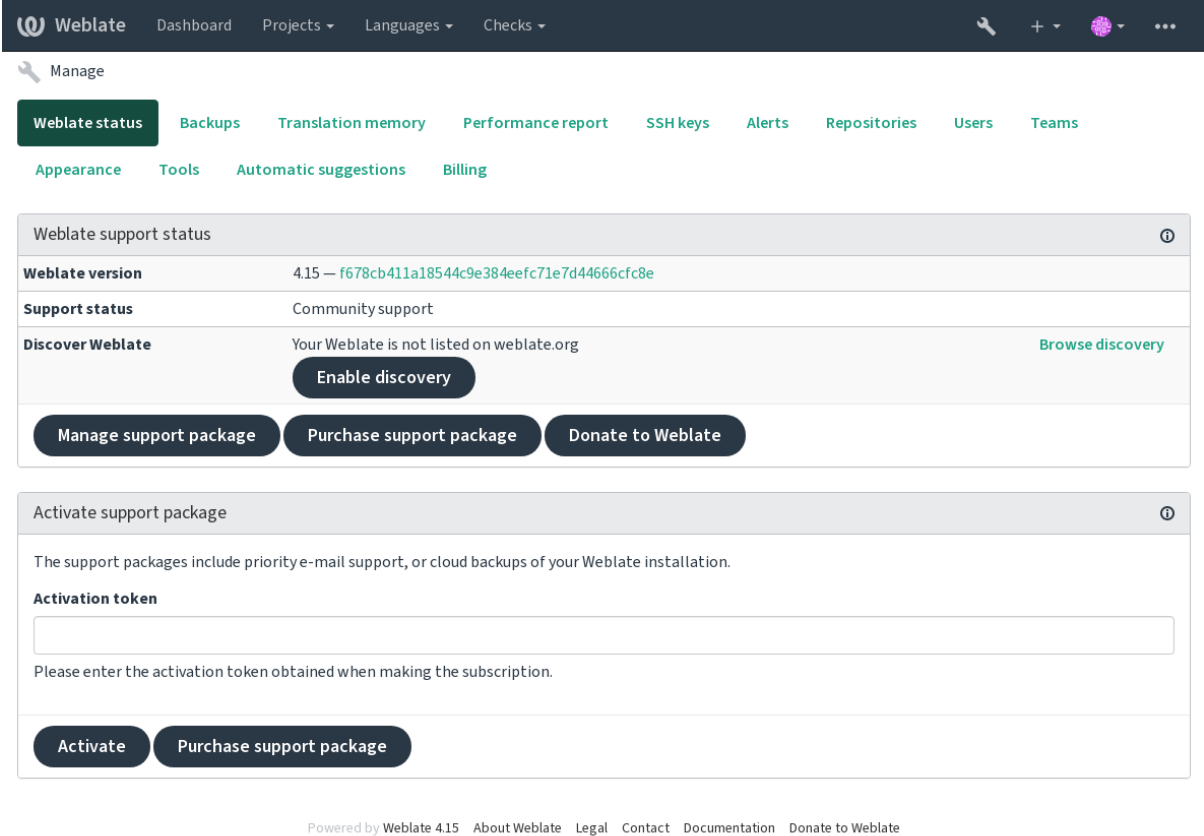 Weblate Dashboard Projects Languages Checks
Manage
Weblate status Backups Translation memory Performance report SSH keys Alerts Repositories Users Teams
Appearance Tools Automatic suggestions Billing
Weblate support status
Weblate version 4.15 — f678cb411a18544c9e384eefc71e7d44666cfc8e
Support status Community support
Discover Weblate Your Weblate is not listed on weblate.org Browse discovery
Enable discovery
Manage support package Purchase support package Donate to Weblate
Activate support package
The support packages include priority e-mail support, or cloud backups of your Weblate installation.
Activation token
Please enter the activation token obtained when making the subscription.
Activate Purchase support package
Powered by Weblate 4.15 About Weblate Legal Contact Documentation Donate to Weblate